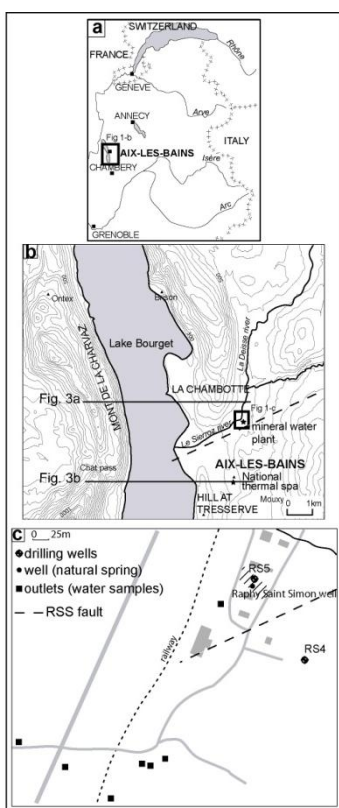 a
SWITZERLAND
FRANCE
Rhône
GENEVE
ANNECY
Arve
ITALY
Fig 1-b
AIX-LES-BAINS
Isère
CHAMBERY
Arc
GRENOBLE
b
Ontex
Brison
MONT DE LA CHARVAZ
Lake Bourget
La Deisse river
LA CHAMBOTTE
Fig. 3a
Fig 1-c
Le Sierroz river
mineral water
plant
Chat pass
AIX-LES-BAINS
Fig. 3b
National
thermal spa
HILL AT
TRESSERVE
Mouxy
0 1km
c
0 25m
drilling wells
well (natural spring)
outlets (water samples)
RSS fault
RS5
Raphy Saint Simon well
railway
RS4